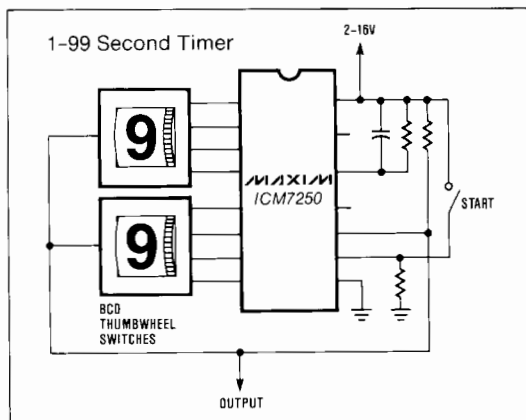 1-99 Second Timer
2-16V
9
MAXIM
ICM7250
START
9
BCD
THUMBWHEEL
SWITCHES
OUTPUT